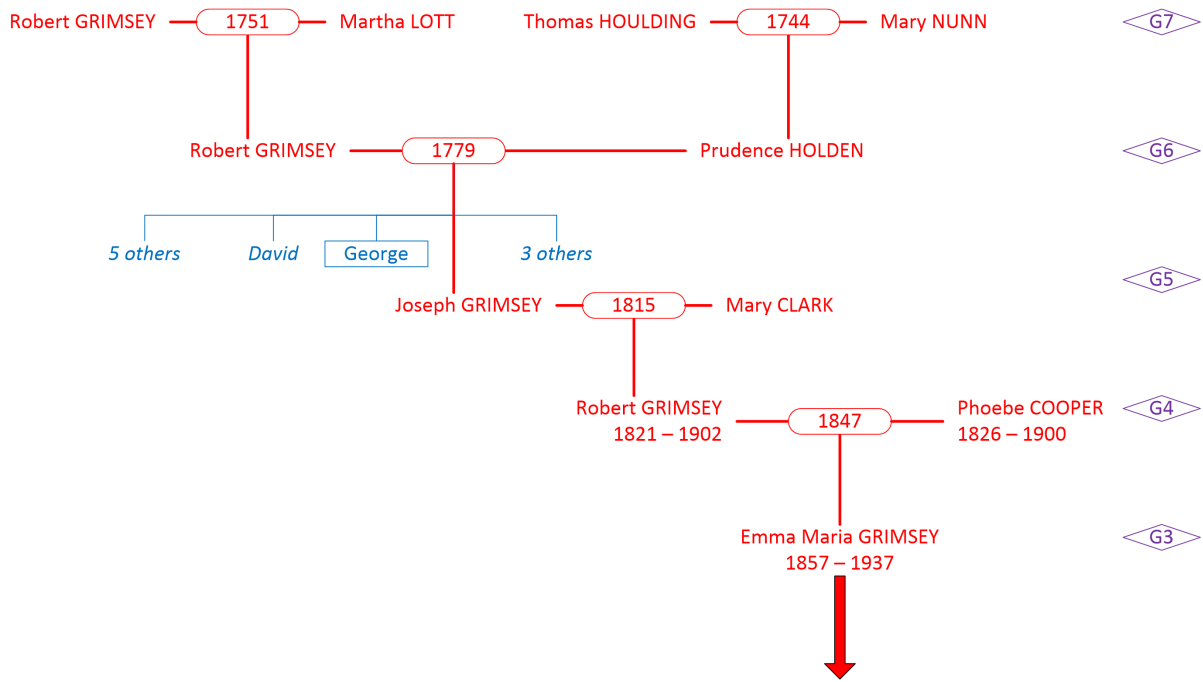 Robert GRIMSEY 1751 Martha LOTT Thomas HOULDING 1744 Mary NUNN G7
Robert GRIMSEY 1779 Prudence HOLDEN G6
5 others David George 3 others
G5
Joseph GRIMSEY 1815 Mary CLARK
Robert GRIMSEY Phoebe COOPER G4
1847
1821 – 1902 1826 – 1900
Emma Maria GRIMSEY G3
1857 – 1937